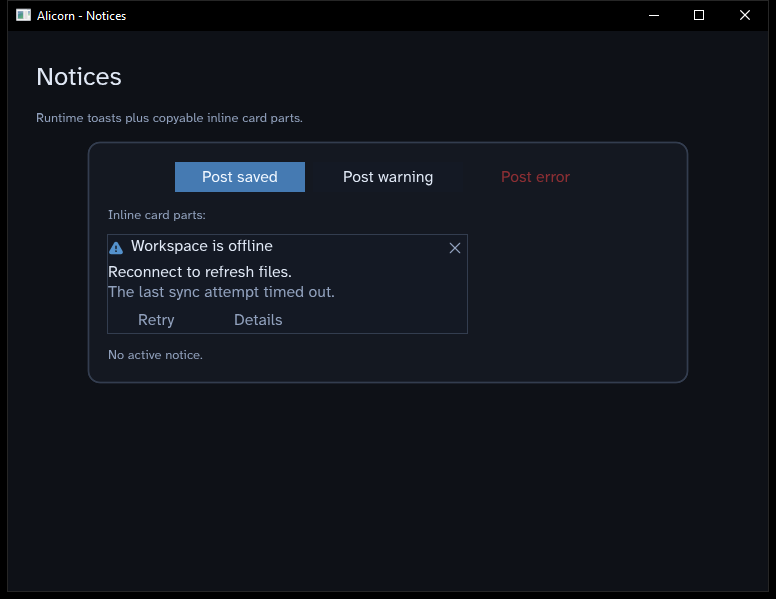 Alicorn - Notices
Notices
Runtime toasts plus copyable inline card parts.
Post saved Post warning Post error
Inline card parts:
Workspace is offline
Reconnect to refresh files.
The last sync attempt timed out.
Retry Details
No active notice.